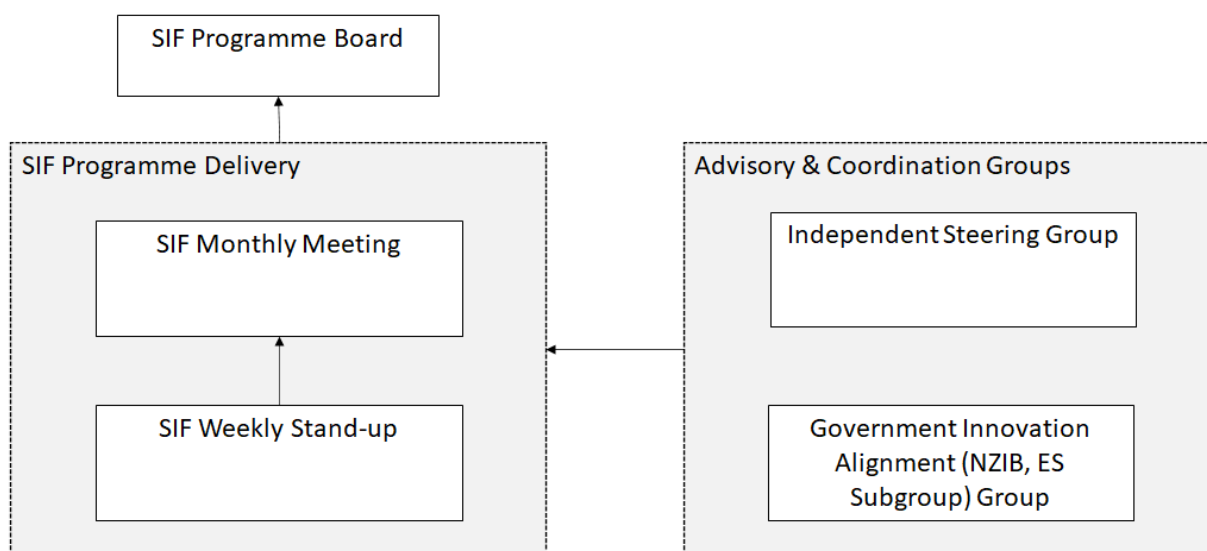 SIF Programme Board
SIF Programme Delivery
SIF Monthly Meeting
SIF Weekly Stand-up
Advisory & Coordination Groups
Independent Steering Group
Government Innovation
Alignment (NZIB, ES
Subgroup) Group